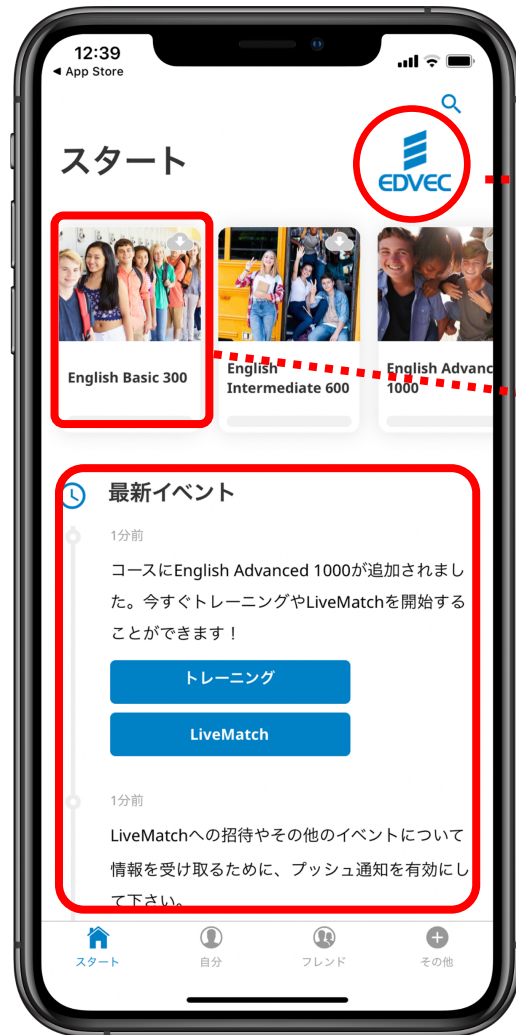 12:39
◀ App Store
スタート
EDVEC
English Basic 300
English
Intermediate 600
English Advanc
1000
最新イベント
1分前
コースにEnglish Advanced 1000が追加されまし
た。今すぐトレーニングやLiveMatchを開始する
ことができます！
トレーニング
LiveMatch
1分前
LiveMatchへの招待やその他のイベントについて
情報を受け取るために、プッシュ通知を有効にし
て下さい。
スタート
自分
フレンド
その他